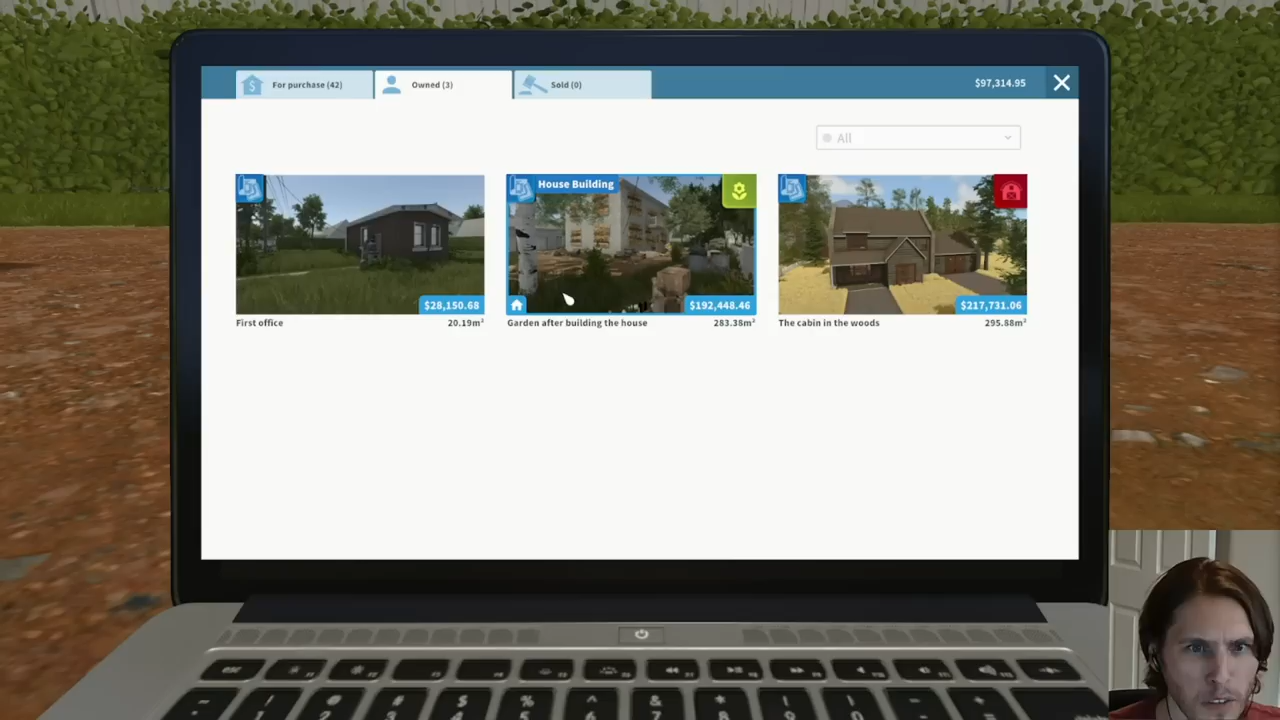 For purchase (42)
Owned (3)
Sold (0)
$97,314.95
All
House Building
$28,150.68
$192,448.46
$217,731.06
First office
20.19m²
Garden after building the house
283.38m²
The cabin in the woods
295.88m²